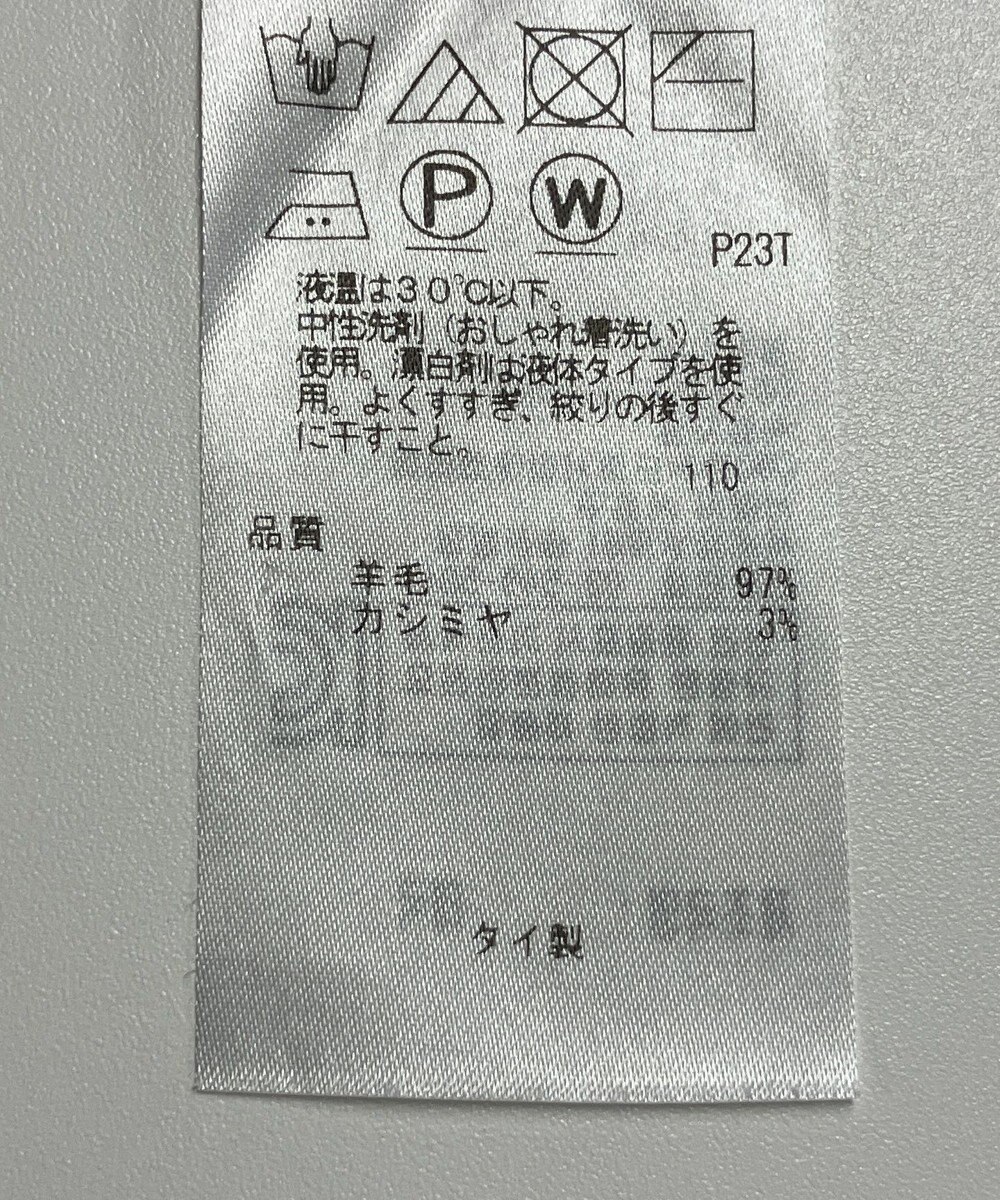 P
W
P23T
液温は30℃以下。
中性洗剤（おしゃれ着洗い）を
使用。漂白剤は液体タイプを使
用。よくすすぎ、絞りの後すぐ
に干すこと。
110
品質
羊毛 97%
カシミヤ 3%
タイ製